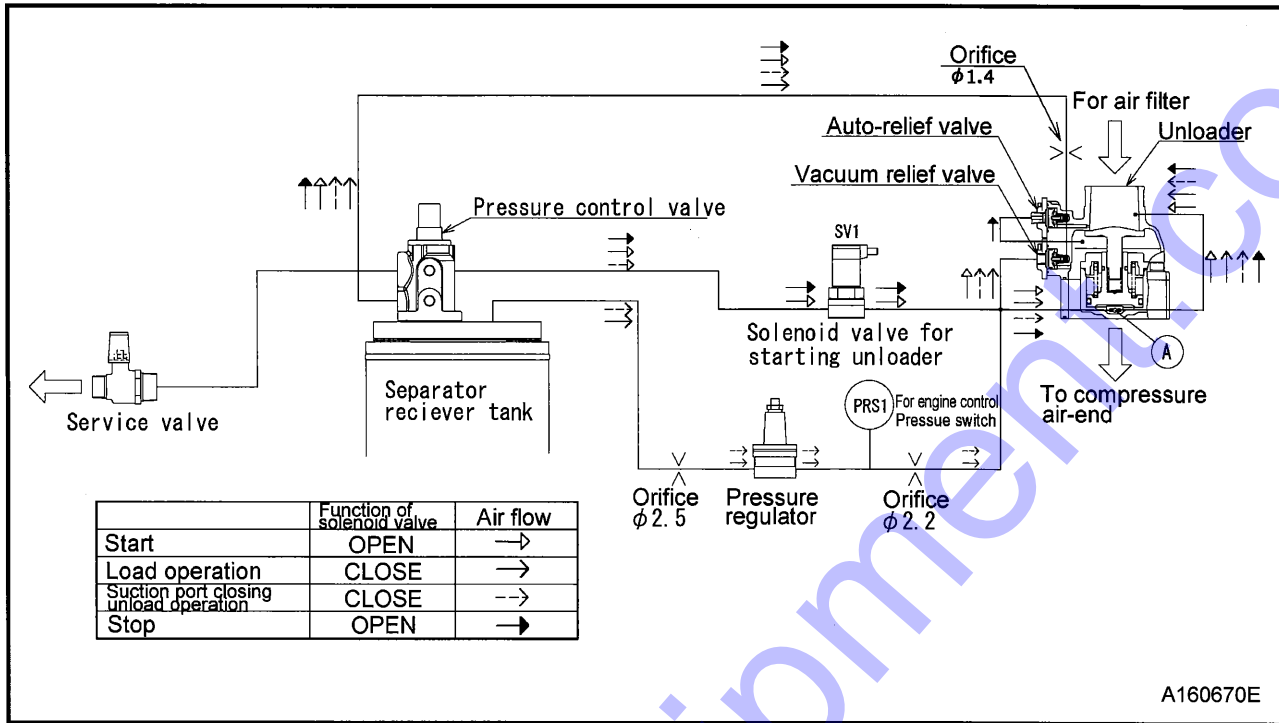 Orifice
φ1.4
For air filter
Auto-relief valve
Unloader
Vacuum relief valve
Pressure control valve
SV1
Solenoid valve for
starting unloader
A
To compressure
air-end
Separator
reciever tank
Service valve
PRS1
For engine control
Pressue switch
Orifice
φ2.5
Pressure
regulator
Orifice
φ2.2
Function of
solenoid valve
Air flow
Start
OPEN
Load operation
CLOSE
Suction port closing
unload operation
CLOSE
Stop
OPEN
A160670E